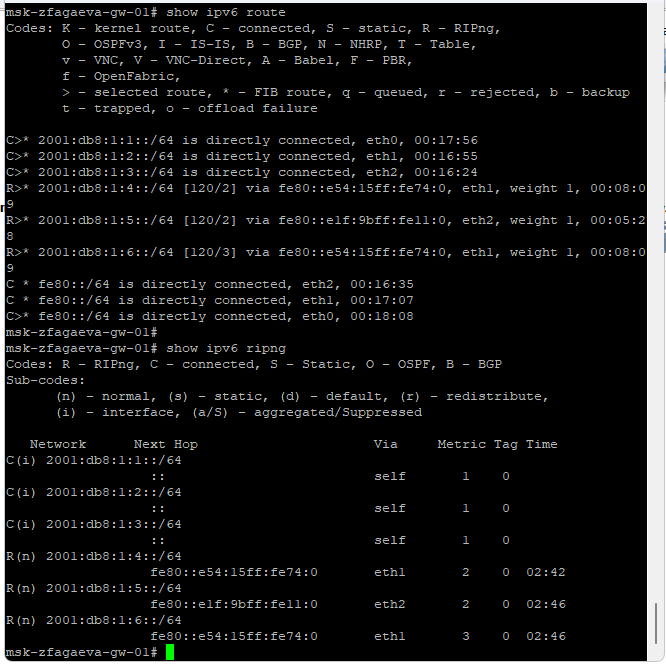 msk-zfagaeva-gw-01# show ipv6 route
Codes: K - kernel route, C - connected, S - static, R - RIPng,
       O - OSPFv3, I - IS-IS, B - BGP, N - NHRP, T - Table,
       v - VNC, V - VNC-Direct, A - Babel, F - PBR,
       f - OpenFabric,
       > - selected route, * - FIB route, q - queued, r - rejected, b - backup
       t - trapped, o - offload failure

C>* 2001:db8:1:1::/64 is directly connected, eth0, 00:17:56
C>* 2001:db8:1:2::/64 is directly connected, eth1, 00:16:55
C>* 2001:db8:1:3::/64 is directly connected, eth2, 00:16:24
R>* 2001:db8:1:4::/64 [120/2] via fe80::e54:15ff:fe74:0, eth1, weight 1, 00:08:0
9
R>* 2001:db8:1:5::/64 [120/2] via fe80::e1f:9bff:fe11:0, eth2, weight 1, 00:05:2
8
R>* 2001:db8:1:6::/64 [120/3] via fe80::e54:15ff:fe74:0, eth1, weight 1, 00:08:0
9
C * fe80::/64 is directly connected, eth2, 00:16:35
C * fe80::/64 is directly connected, eth1, 00:17:07
C>* fe80::/64 is directly connected, eth0, 00:18:08
msk-zfagaeva-gw-01#
msk-zfagaeva-gw-01# show ipv6 ripng
Codes: R - RIPng, C - connected, S - Static, O - OSPF, B - BGP
Sub-codes:
      (n) - normal, (s) - static, (d) - default, (r) - redistribute,
      (i) - interface, (a/S) - aggregated/Suppressed

   Network      Next Hop                      Via     Metric Tag Time
C(i) 2001:db8:1:1::/64
                  ::                          self       1    0
C(i) 2001:db8:1:2::/64
                  ::                          self       1    0
C(i) 2001:db8:1:3::/64
                  ::                          self       1    0
R(n) 2001:db8:1:4::/64
                  fe80::e54:15ff:fe74:0       eth1       2    0  02:42
R(n) 2001:db8:1:5::/64
                  fe80::e1f:9bff:fe11:0       eth2       2    0  02:46
R(n) 2001:db8:1:6::/64
                  fe80::e54:15ff:fe74:0       eth1       3    0  02:46
msk-zfagaeva-gw-01#